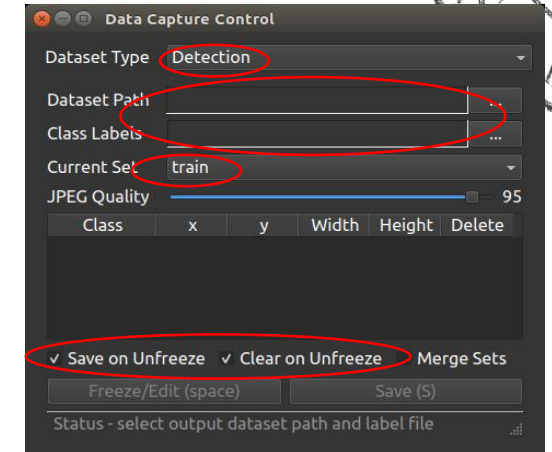 Data Capture Control
Dataset Type Detection
Dataset Path ...
Class Labels ...
Current Set train
JPEG Quality 95
Class x y Width Height Delete
Save on Unfreeze Clear on Unfreeze Merge Sets
Freeze/Edit (space) Save (S)
Status - select output dataset path and label file